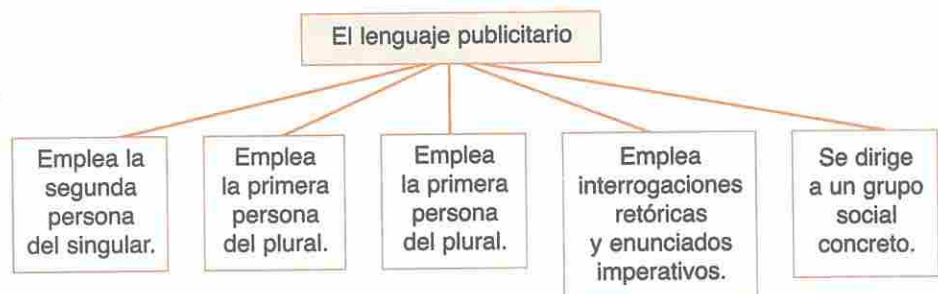 El lenguaje publicitario
Emplea la
segunda
persona
del singular.
Emplea
la primera
persona
del plural.
Emplea
la primera
persona
del plural.
Emplea
interrogaciones
retóricas
y enunciados
imperativos.
Se dirige
a un grupo
social
concreto.